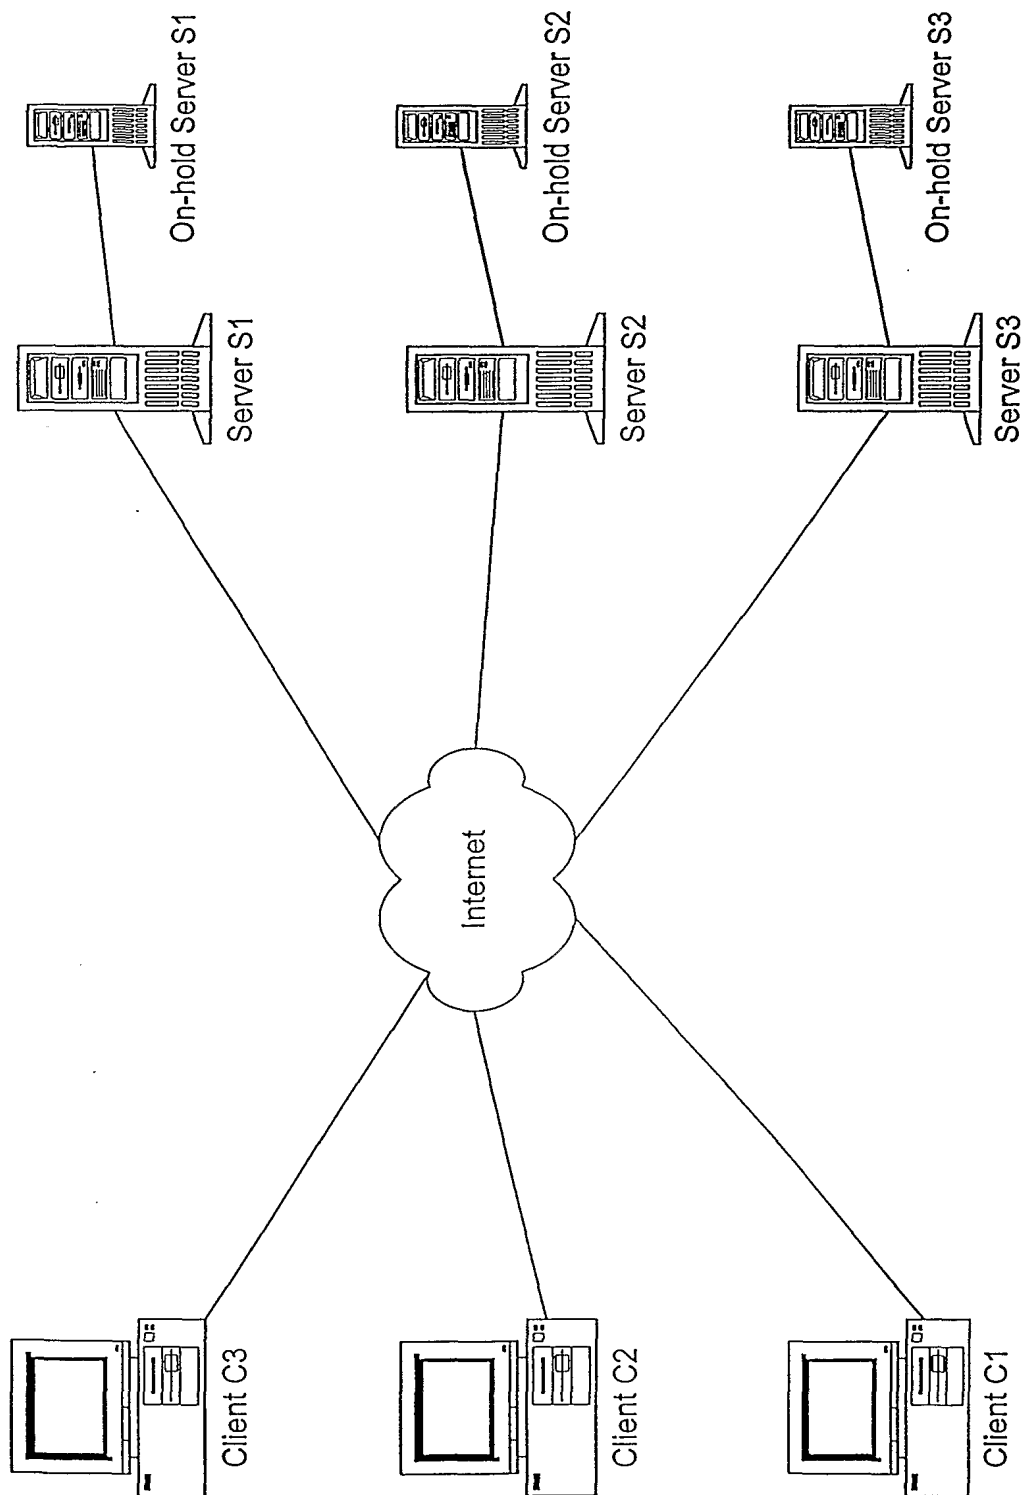 Client C3
Client C2
Client C1
Internet
Server S1
Server S2
Server S3
On-hold Server S1
On-hold Server S2
On-hold Server S3